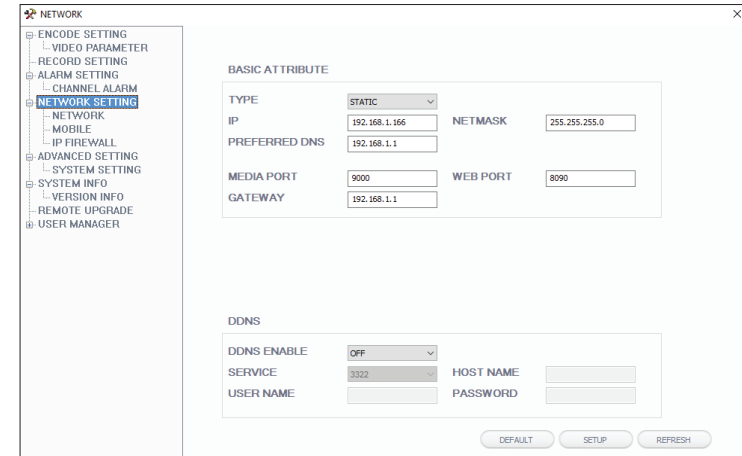 NETWORK
ENCODE SETTING
VIDEO PARAMETER
RECORD SETTING
ALARM SETTING
CHANNEL ALARM
NETWORK SETTING
NETWORK
MOBILE
IP FIREWALL
ADVANCED SETTING
SYSTEM SETTING
SYSTEM INFO
VERSION INFO
REMOTE UPGRADE
USER MANAGER
BASIC ATTRIBUTE
TYPE STATIC
IP 192.168.1.166 NETMASK 255.255.255.0
PREFERRED DNS 192.168.1.1
MEDIA PORT 9000 WEB PORT 8090
GATEWAY 192.168.1.1
DDNS
DDNS ENABLE OFF
SERVICE 3322 HOST NAME
USER NAME PASSWORD
DEFAULT SETUP REFRESH